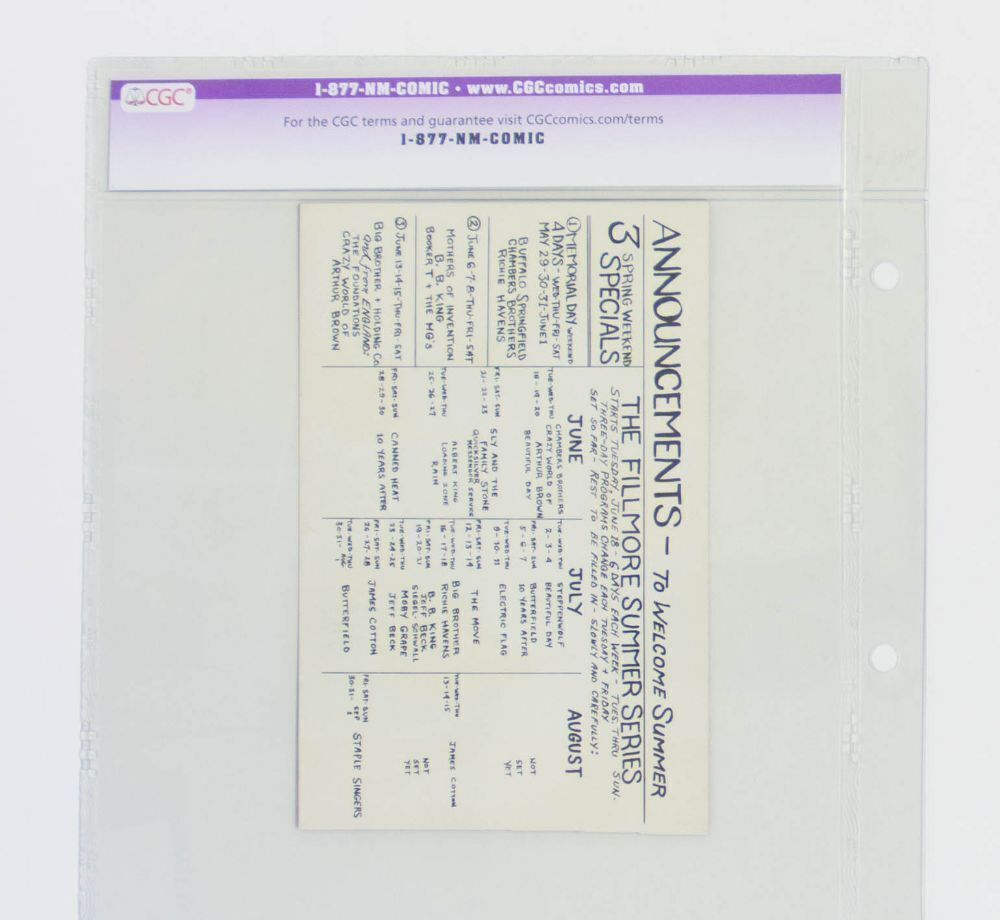 CGC®
1-877-NM-COMIC • www.CGCcomics.com
For the CGC terms and guarantee visit CGCcomics.com/terms
1-877-NM-COMIC
ANNOUNCEMENTS – TO WELCOME SUMMER
3 SPRING WEEKEND
SPECIALS
① MEMORIAL DAY WEEKEND
4 DAYS – WED-THU-FRI-SAT
MAY 29-30-31-JUNE 1
BUFFALO SPRINGFIELD
CHAMBERS BROTHERS
RICHIE HAVENS
② JUNE 6-7-8-THU-FRI-SAT
MOTHERS OF INVENTION
B. B. KING
BOOKER T + THE MG'S
③ JUNE 13-14-15-THU-FRI-SAT
BIG BROTHER + HOLDING CO.
and from ENGLAND:
THE FOUNDATIONS
CRAZY WORLD OF
ARTHUR BROWN
THE FILLMORE SUMMER SERIES
STARTS TUESDAY, JUNE 18 - 6 DAYS EACH WEEK - TUES. THRU SUN.
THREE-DAY PROGRAMS CHANGE EACH TUESDAY + FRIDAY
SET SO FAR - REST TO BE FILLED IN - SLOWLY AND CAREFULLY:
JUNE
TUE-WED-THU
18 - 19 - 20
CHAMBERS BROTHERS
CRAZY WORLD OF
ARTHUR BROWN
BEAUTIFUL DAY
FRI-SAT-SUN
21 - 22 - 23
SLY AND THE
FAMILY STONE
QUICKSILVER
MESSENGER SERVICE
TUE-WED-THU
25 - 26 - 27
ALBERT KING
LOADING ZONE
RAIN
FRI-SAT-SUN
28 - 29 - 30
CANNED HEAT
10 YEARS AFTER
JULY
TUE-WED-THU
2 - 3 - 4
STEPPENWOLF
BEAUTIFUL DAY
FRI-SAT-SUN
5 - 6 - 7
BUTTERFIELD
10 YEARS AFTER
TUE-WED-THU
9 - 10 - 11
ELECTRIC FLAG
FRI-SAT-SUN
12 - 13 - 14
THE MOVE
TUE-WED-THU
16 - 17 - 18
BIG BROTHER
RICHIE HAVENS
FRI-SAT-SUN
19 - 20 - 21
B. B. KING
JEFF BECK
SIEGEL-SCHWALL
TUE-WED-THU
23 - 24 - 25
MOBY GRAPE
JEFF BECK
FRI-SAT-SUN
26 - 27 - 28
JAMES COTTON
TUE-WED-THU
30-31- AUG 1
BUTTERFIELD
AUGUST
NOT
SET
YET
TUE-WED-THU
13 - 14 - 15
JAMES COTTON
NOT
SET
YET
FRI-SAT-SUN
30-31- SEP 1
STAPLE SINGERS